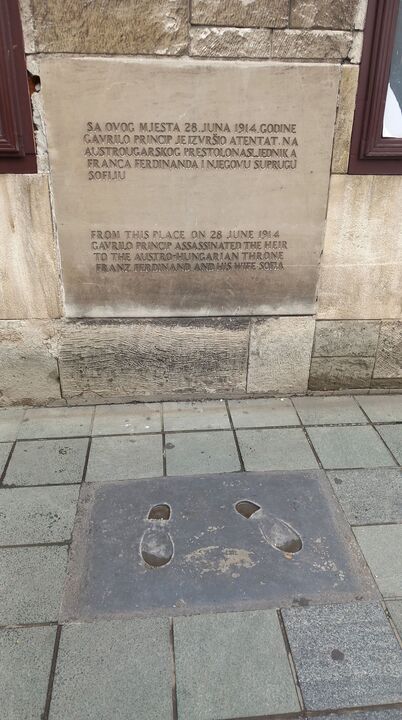 SA OVOG MJESTA 28. JUNA 1914. GODINE
GAVRILO PRINCIP JE IZVRŠIO ATENTAT NA
AUSTROUGARSKOG PRESTOLONASLJEDNIKA
FRANCA FERDINANDA I NJEGOVU SUPRUGU
SOFIJU
FROM THIS PLACE ON 28 JUNE 1914
GAVRILO PRINCIP ASSASSINATED THE HEIR
TO THE AUSTRO-HUNGARIAN THRONE
FRANZ FERDINAND AND HIS WIFE SOFIA